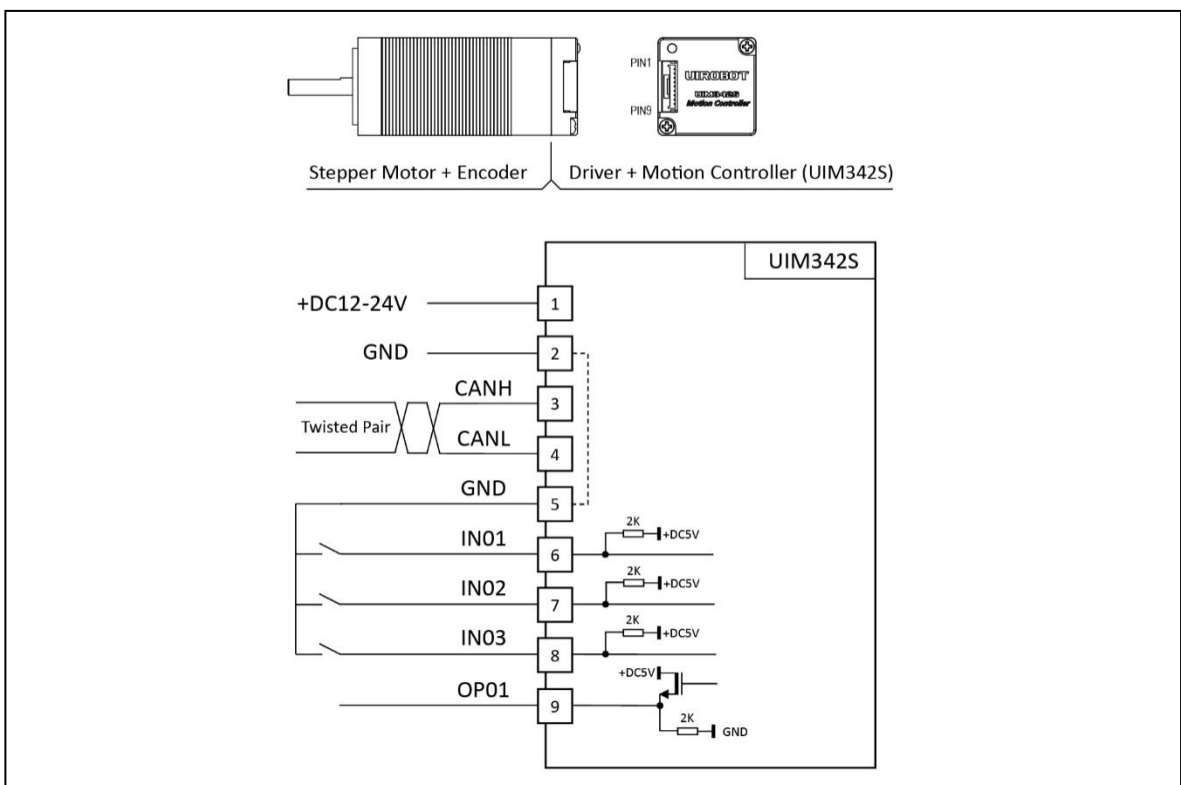 PIN1
UIROBOT
UIM342S
Motion Controller
PIN9
Stepper Motor + Encoder
Driver + Motion Controller (UIM342S)
UIM342S
+DC12-24V
1
GND
2
CANH
3
Twisted Pair
CANL
4
GND
5
2K
+DC5V
IN01
6
2K
+DC5V
IN02
7
2K
+DC5V
IN03
8
+DC5V
OP01
9
2K
GND